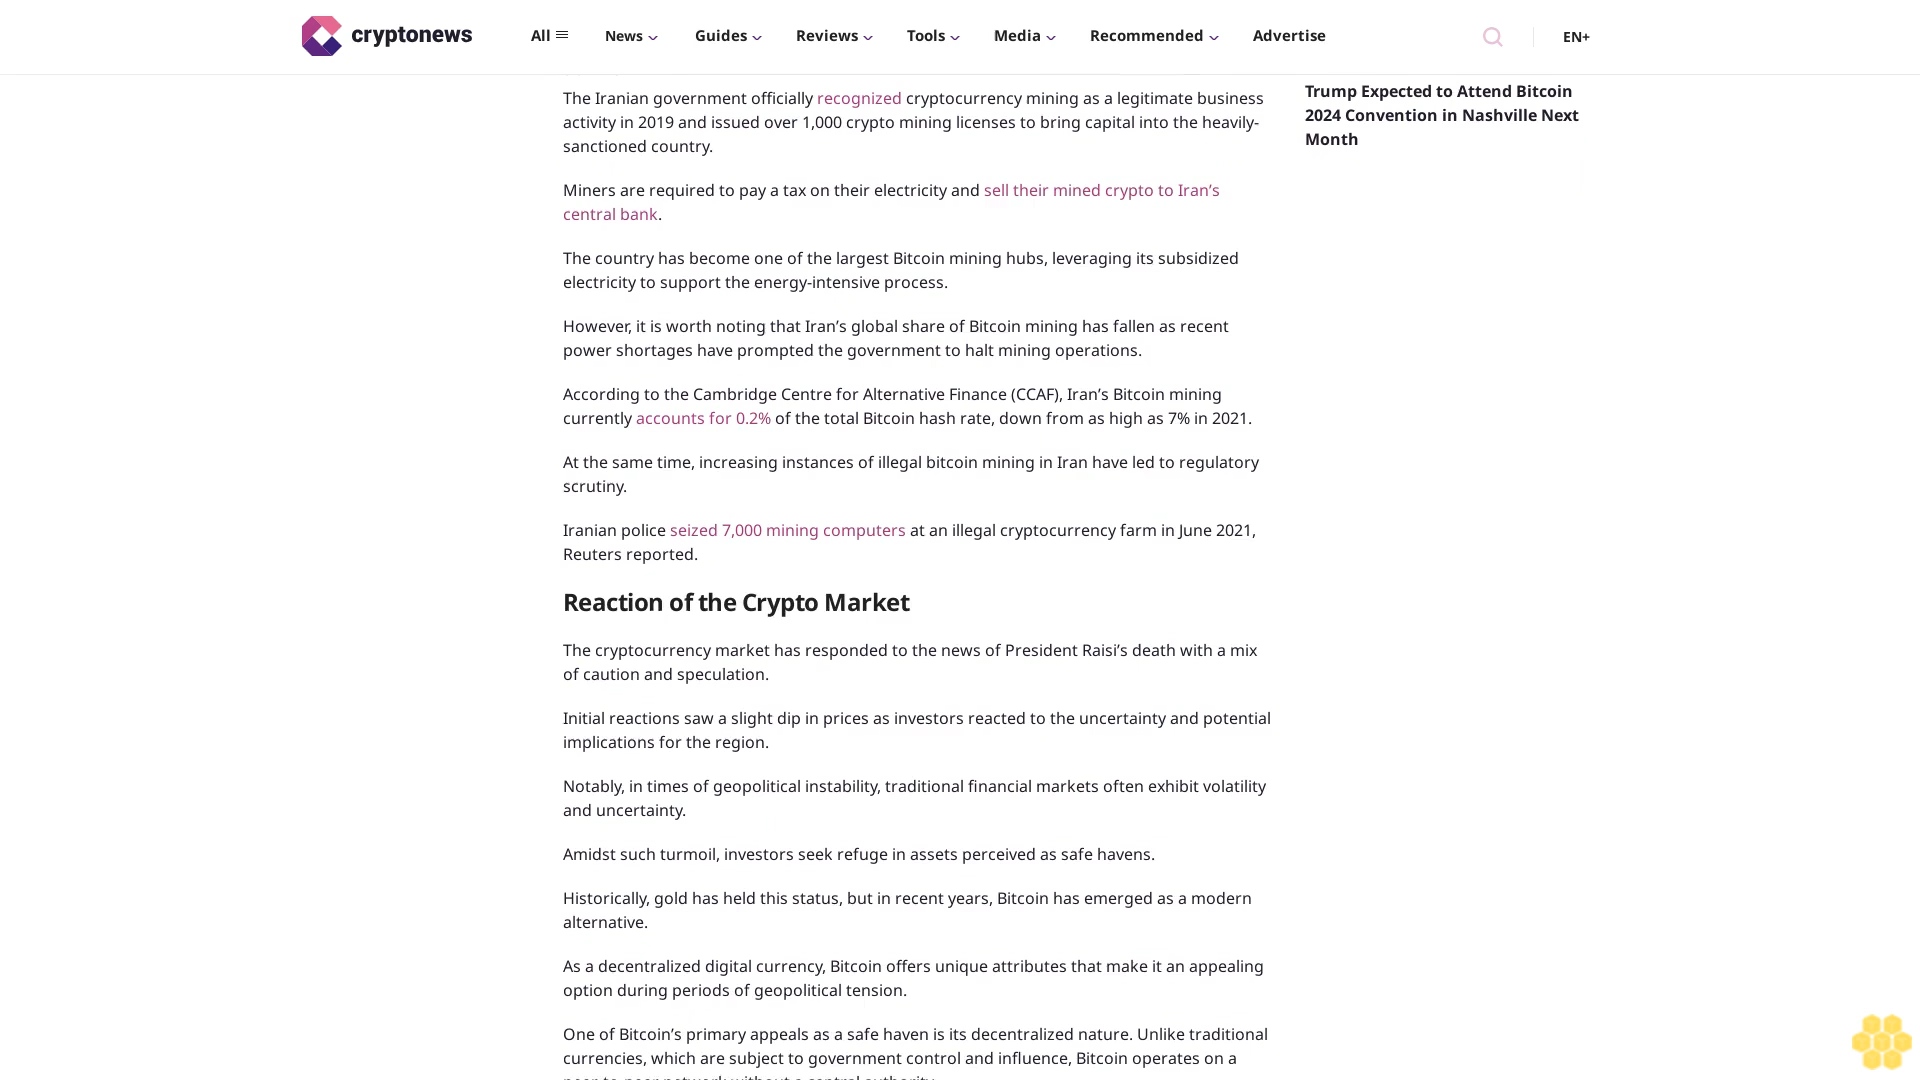 cryptonews
All
News
Guides
Reviews
Tools
Media
Recommended
Advertise
EN+
The Iranian government officially recognized cryptocurrency mining as a legitimate business
activity in 2019 and issued over 1,000 crypto mining licenses to bring capital into the heavily-
sanctioned country.
Miners are required to pay a tax on their electricity and sell their mined crypto to Iran’s
central bank.
The country has become one of the largest Bitcoin mining hubs, leveraging its subsidized
electricity to support the energy-intensive process.
However, it is worth noting that Iran’s global share of Bitcoin mining has fallen as recent
power shortages have prompted the government to halt mining operations.
According to the Cambridge Centre for Alternative Finance (CCAF), Iran’s Bitcoin mining
currently accounts for 0.2% of the total Bitcoin hash rate, down from as high as 7% in 2021.
At the same time, increasing instances of illegal bitcoin mining in Iran have led to regulatory
scrutiny.
Iranian police seized 7,000 mining computers at an illegal cryptocurrency farm in June 2021,
Reuters reported.
Reaction of the Crypto Market
The cryptocurrency market has responded to the news of President Raisi’s death with a mix
of caution and speculation.
Initial reactions saw a slight dip in prices as investors reacted to the uncertainty and potential
implications for the region.
Notably, in times of geopolitical instability, traditional financial markets often exhibit volatility
and uncertainty.
Amidst such turmoil, investors seek refuge in assets perceived as safe havens.
Historically, gold has held this status, but in recent years, Bitcoin has emerged as a modern
alternative.
As a decentralized digital currency, Bitcoin offers unique attributes that make it an appealing
option during periods of geopolitical tension.
One of Bitcoin’s primary appeals as a safe haven is its decentralized nature. Unlike traditional
currencies, which are subject to government control and influence, Bitcoin operates on a
peer-to-peer network without a central authority.
Trump Expected to Attend Bitcoin
2024 Convention in Nashville Next
Month